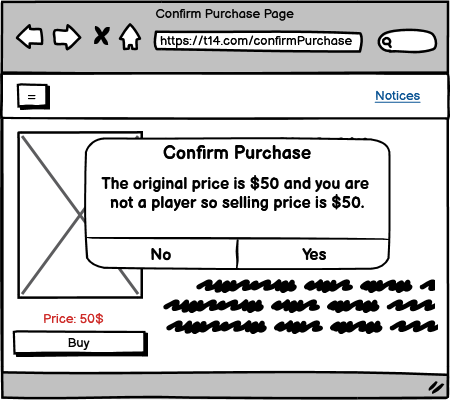 Confirm Purchase Page
https://t14.com/confirmPurchase
=
Notices
Confirm Purchase
The original price is $50 and you are
not a player so selling price is $50.
No
Yes
Price: 50$
Buy